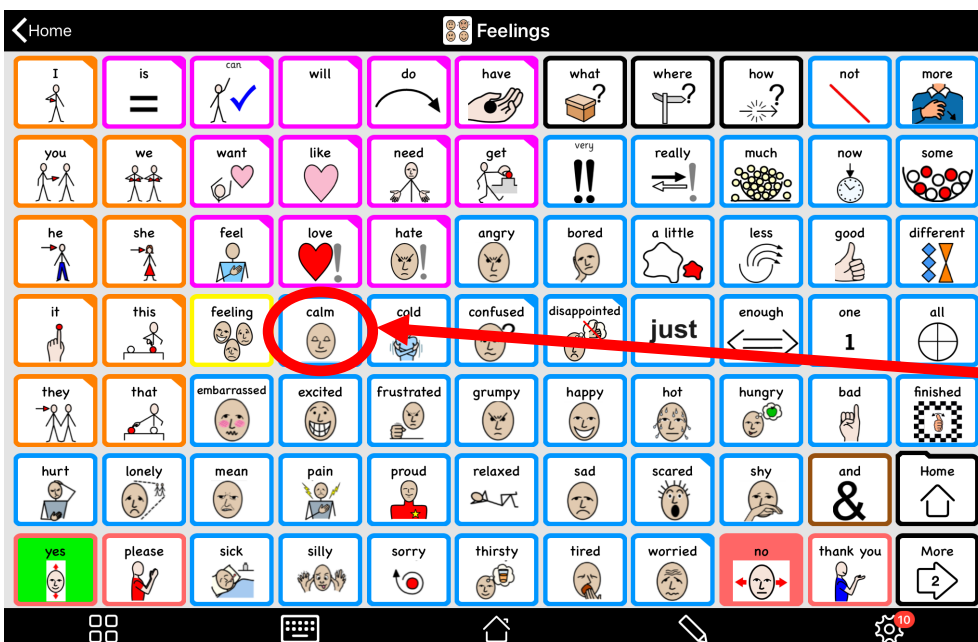 Home
Feelings
I is can will do have what where how not more
you we want like need get very really much now some
he she feel love hate angry bored a little less good different
it this feeling calm cold confused disappointed just enough one all
1
they that embarrassed excited frustrated grumpy happy hot hungry bad finished
hurt lonely mean pain proud relaxed sad scared shy and Home
&
yes please sick silly sorry thirsty tired worried no thank you More
2
10